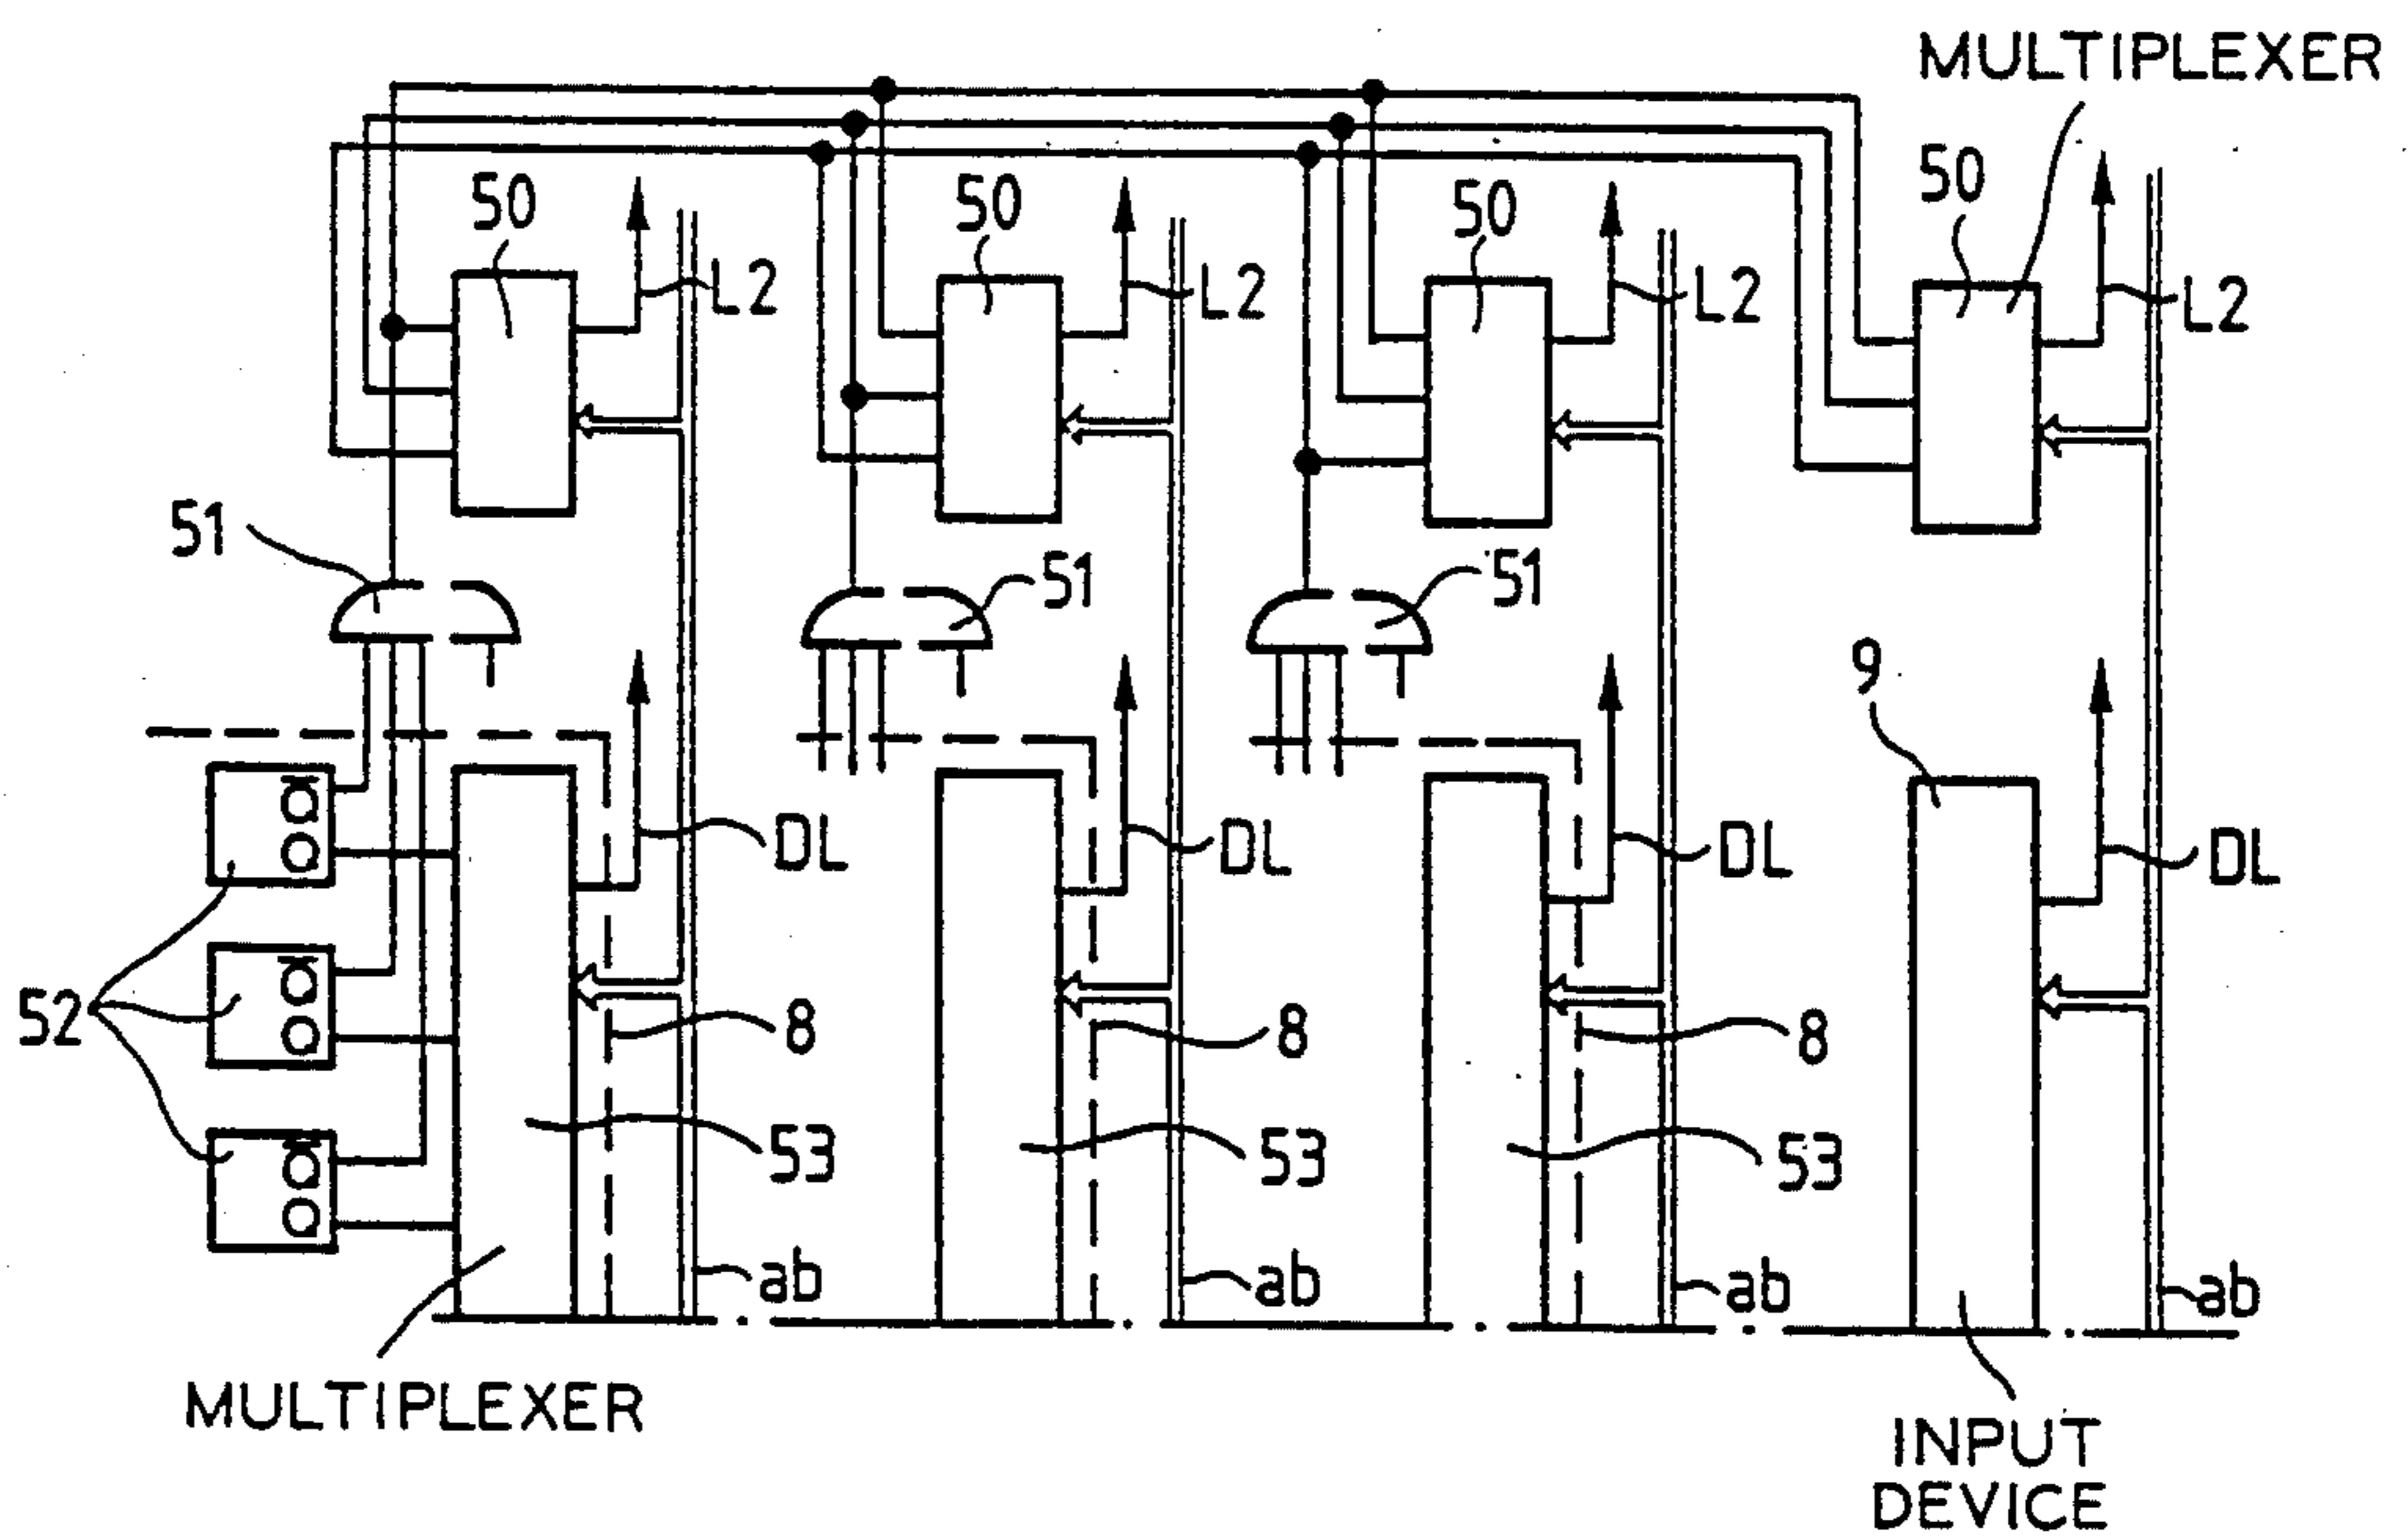 MULTIPLEXER
50
50
50
50
L2
L2
L2
L2
51
51
51
9
DL
DL
DL
DL
Q̅
Q
52
Q̅
Q
8
8
8
53
53
53
Q̅
Q
ab
ab
ab
ab
MULTIPLEXER
INPUT
DEVICE